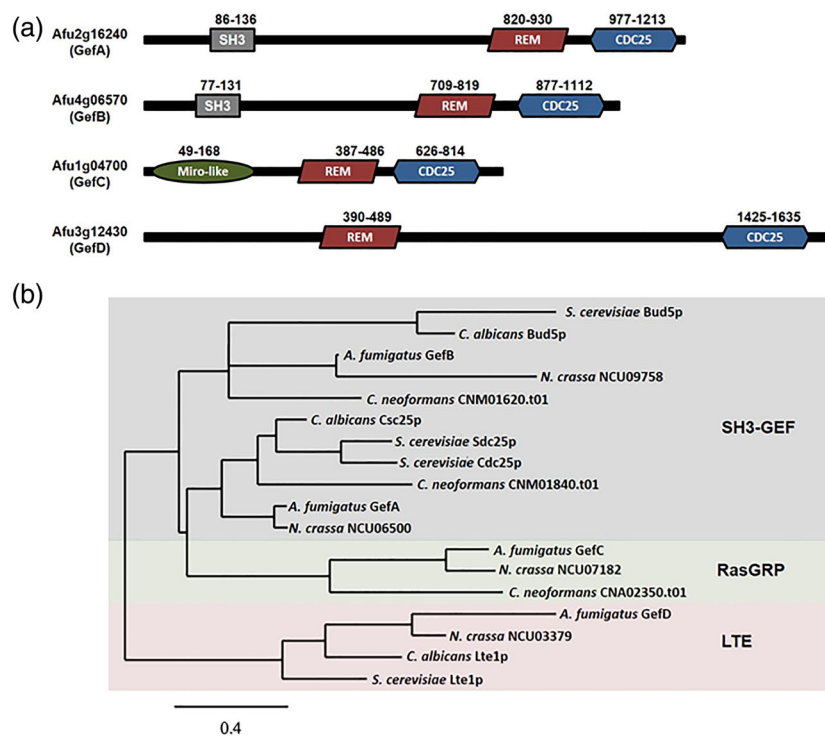 (a)
86-136 820-930 977-1213
Afu2g16240 SH3 REM CDC25
(GefA)
77-131 709-819 877-1112
Afu4g06570 SH3 REM CDC25
(GefB)
49-168 387-486 626-814
Afu1g04700 Miro-like REM CDC25
(GefC)
390-489 1425-1635
Afu3g12430 REM CDC25
(GefD)
(b)
S. cerevisiae Bud5p
C. albicans Bud5p
A. fumigatus GefB
N. crassa NCU09758
C. neoformans CNM01620.t01
C. albicans Csc25p
SH3-GEF
S. cerevisiae Sdc25p
S. cerevisiae Cdc25p
C. neoformans CNM01840.t01
A. fumigatus GefA
N. crassa NCU06500
A. fumigatus GefC
N. crassa NCU07182 RasGRP
C. neoformans CNA02350.t01
A. fumigatus GefD
N. crassa NCU03379 LTE
C. albicans Lte1p
S. cerevisiae Lte1p
0.4